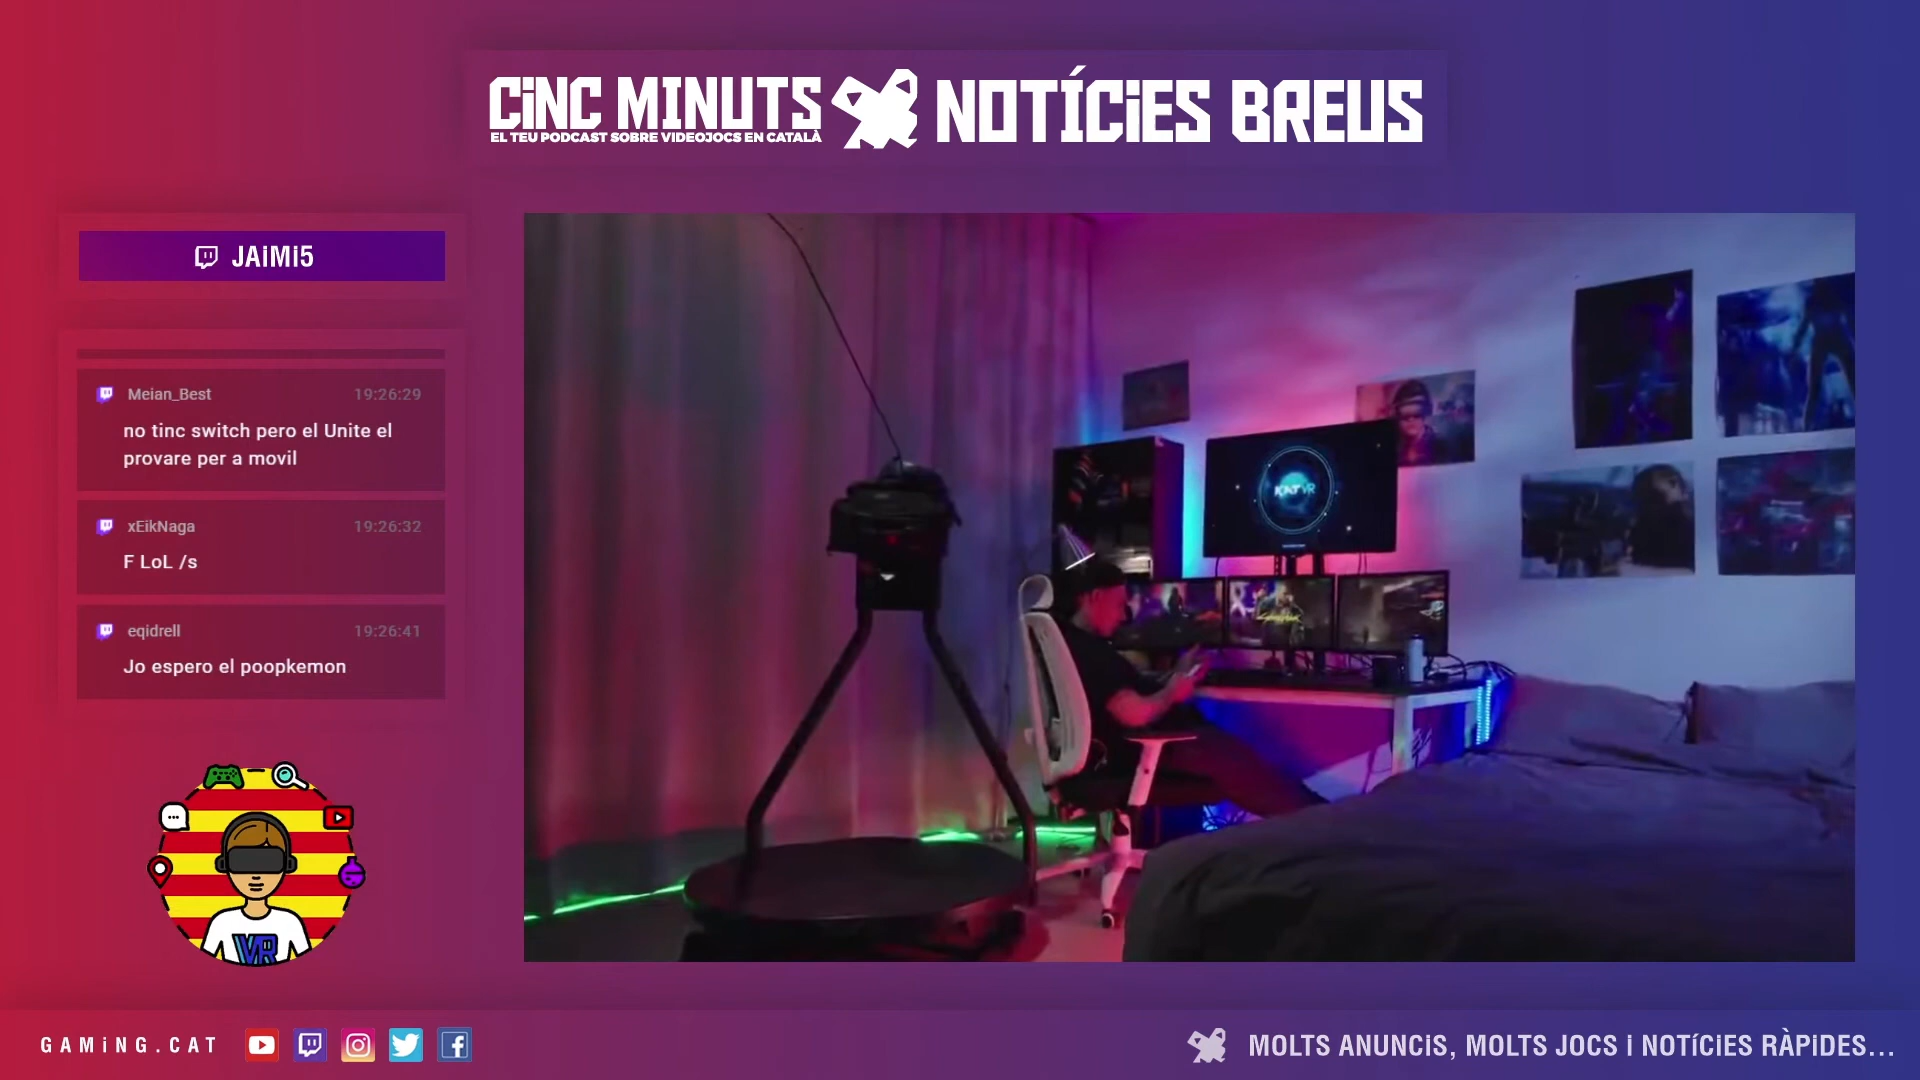 CiNC MINUTS
EL TEU PODCAST SOBRE VIDEOJOCS EN CATALÀ
NOTÍCiES BREUS
JAiMi5
Meian_Best 19:26:29
no tinc switch pero el Unite el
provare per a movil
xEikNaga 19:26:32
F LoL /s
eqidrell 19:26:41
Jo espero el poopkemon
KAT VR
VR
GAMiNG.CAT
MOLTS ANUNCiS, MOLTS JOCS i NOTíCiES RÀPiDES...